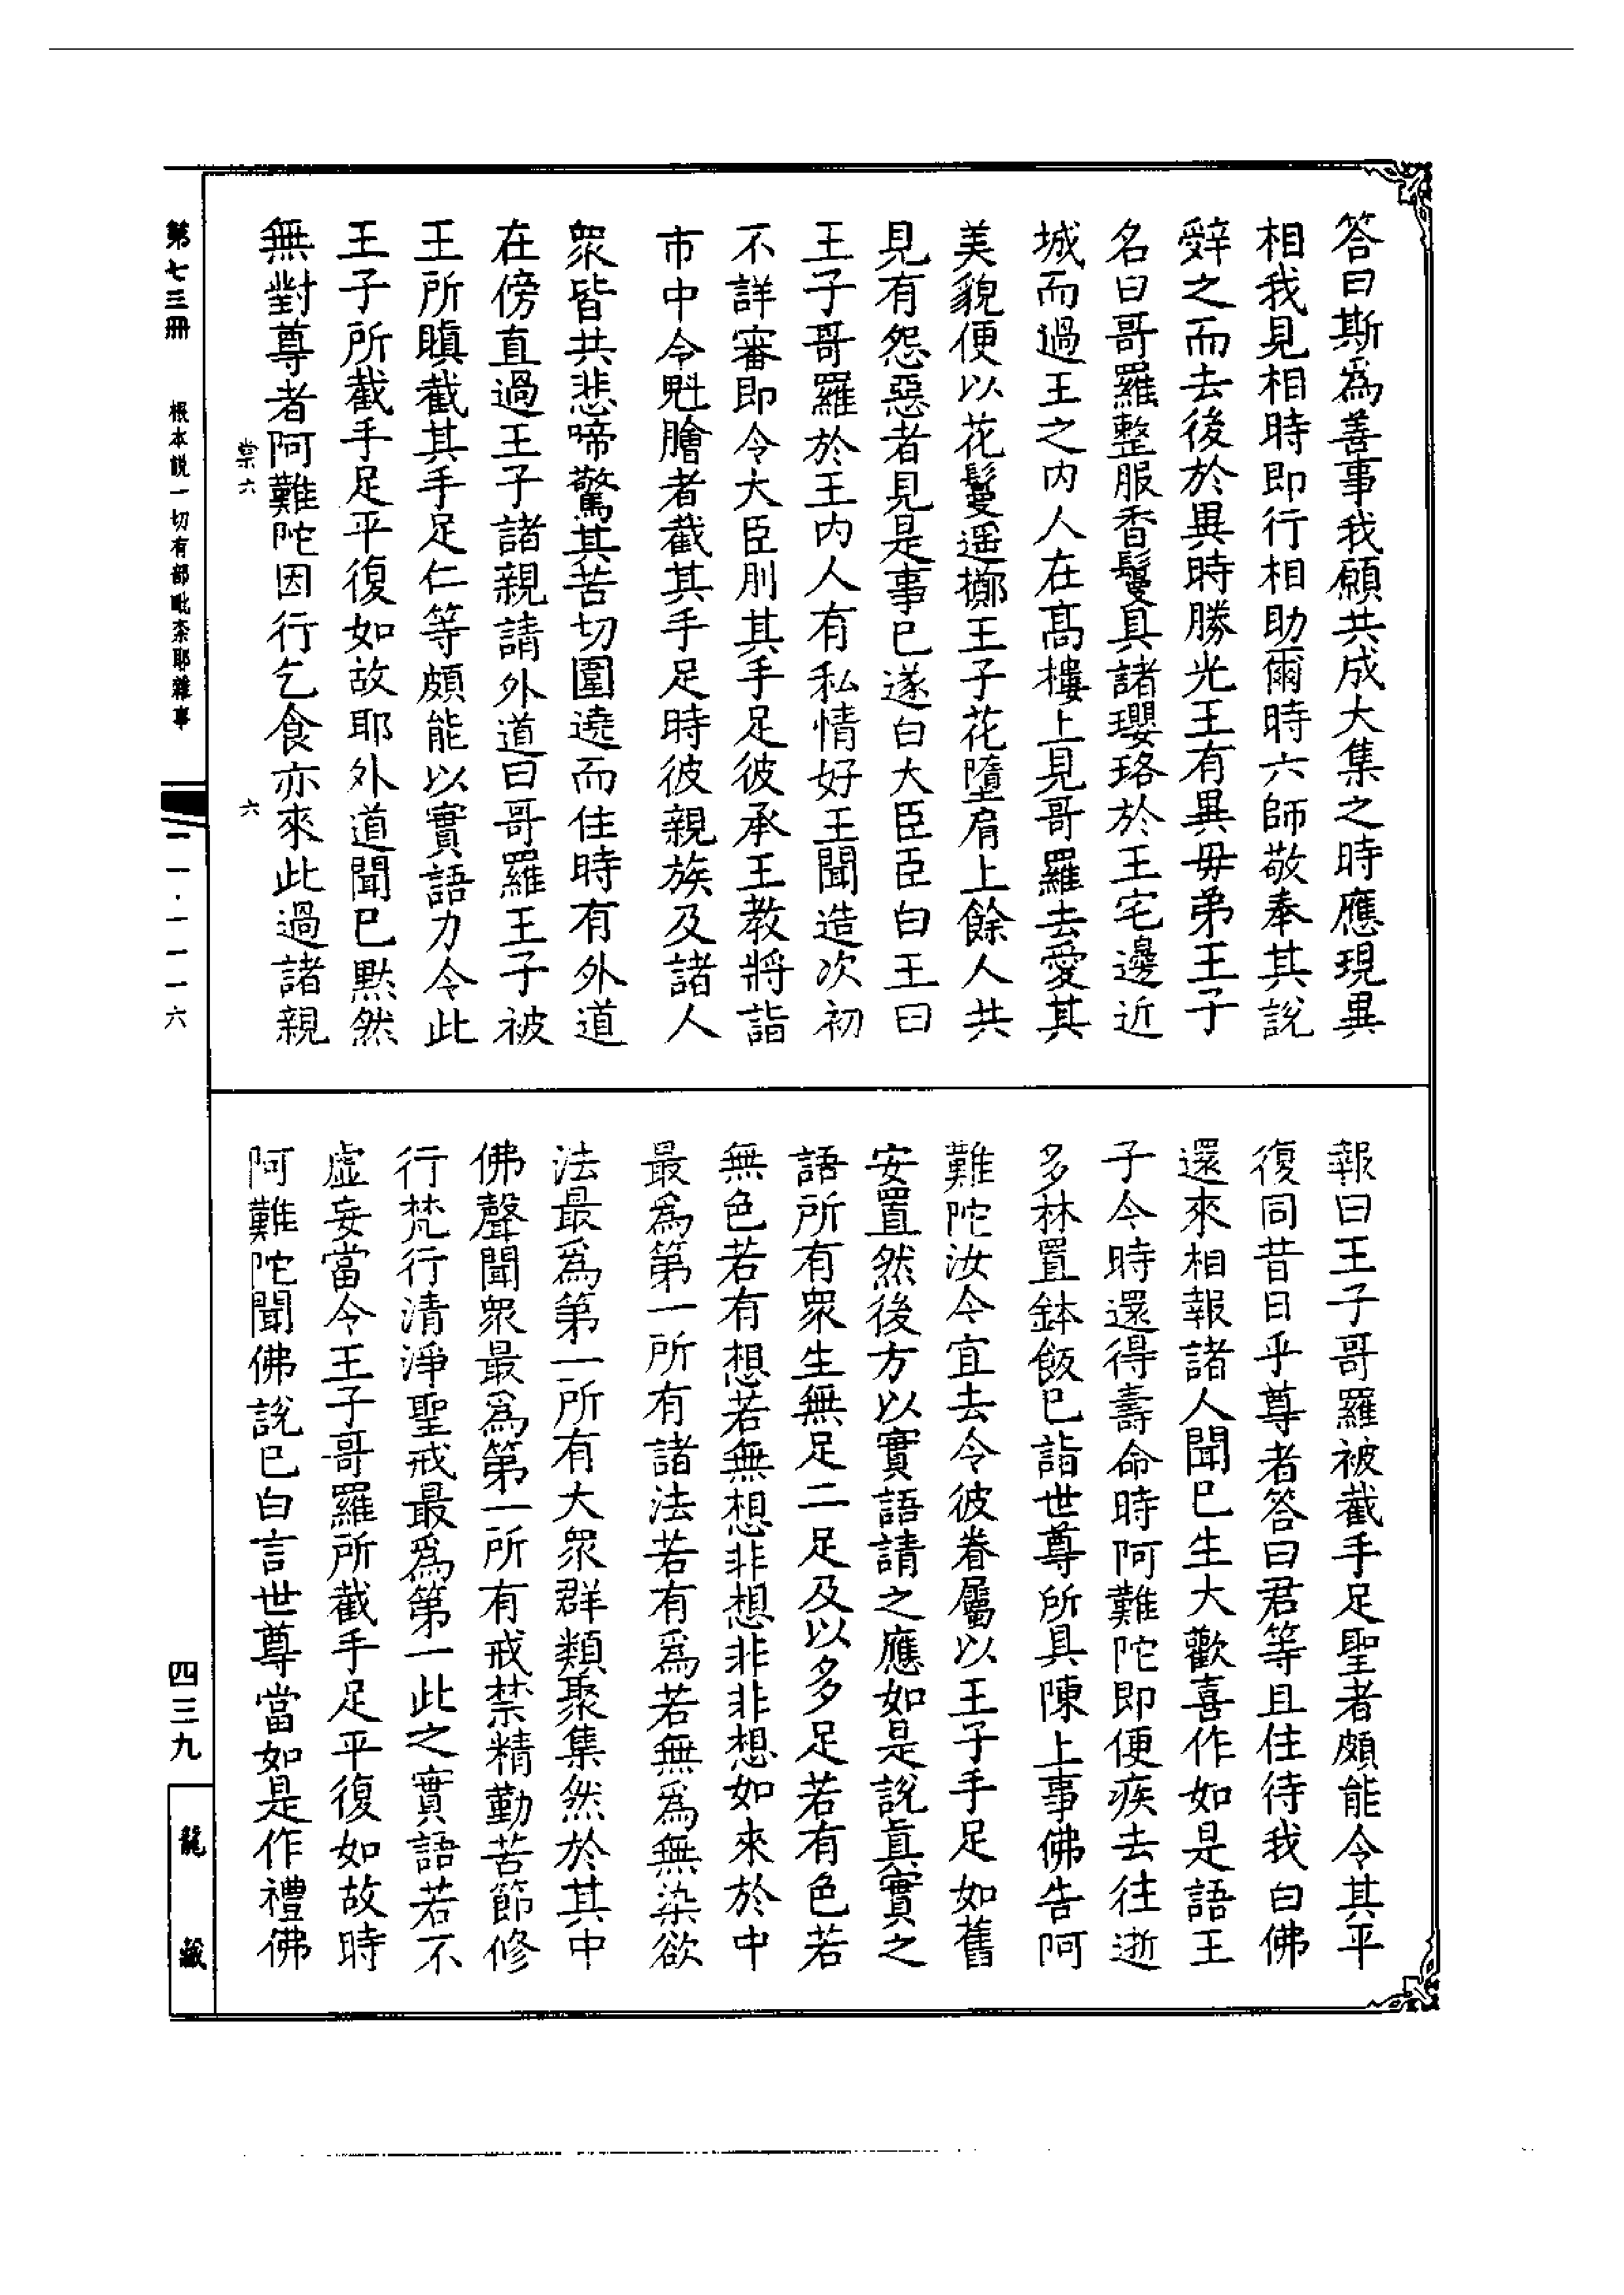 答曰斯爲善事我願共成大集之時應現異
相我見相時即行相助爾時六師敬奉其說
辤之而去後於異時勝光王有異毋弟王子
名曰哥羅整服香鬘具諸瓔珞於王宅邊近
城而過王之內人在髙樓上見哥羅去愛其
美貌便以花鬘遥擲王子花墮肩上餘人共
見有怨惡者見是事已遂白大臣臣白王曰
王子哥羅於王內人有私情好王聞造次初
不詳審即令大臣刖其手足彼承王教將詣
市中令魁膾者截其手足時彼親族及諸人
衆皆共悲啼驚其苦切圍遶而住時有外道
在傍直過王子諸親請外道曰哥羅王子被
王所瞋截其手足仁等頗能以實語力令此
王子所截手足平復如故耶外道聞已默然
無對尊者阿難陀因行乞食亦來此過諸親
報曰王子哥羅被截手足聖者頗能令其平
復同昔日乎尊者答曰君等且住待我白佛
還來相報諸人聞已生大歡喜作如是語王
子今時還得壽命時阿難陀即便疾去往逝
多林置鉢飯已詣世尊所具陳上事佛告阿
難陀汝今宜去令彼眷屬以王子手足如舊
安置然後方以實語請之應如是說真實之
語所有衆生無足二足及以多足若有色若
無色若有想若無想非想非非想如來於中
最爲第一所有諸法若有爲若無爲無染欲
法最爲第一所有大衆群類聚集然於其中
佛聲聞衆最爲第一所有戒禁精勤苦節修
行梵行清淨聖戒最爲第一此之實語若不
虛妄當令王子哥羅所截手足平復如故時
阿難陀聞佛說已白言世尊當如是作禮佛
棠六 六
第七三冊 根本說一切有部毗奈耶雜事
一一·一一一六
四三九
龍藏